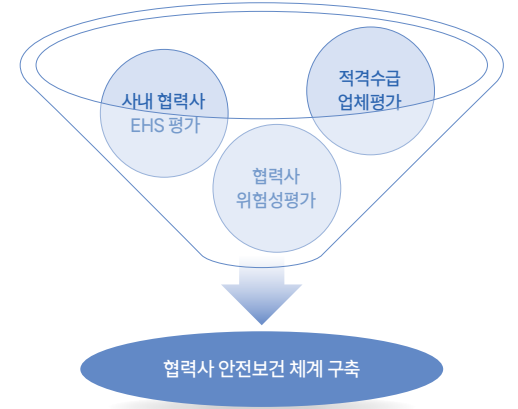 사내 협력사
EHS 평가
적격수급
업체평가
협력사
위험성평가
협력사 안전보건 체계 구축